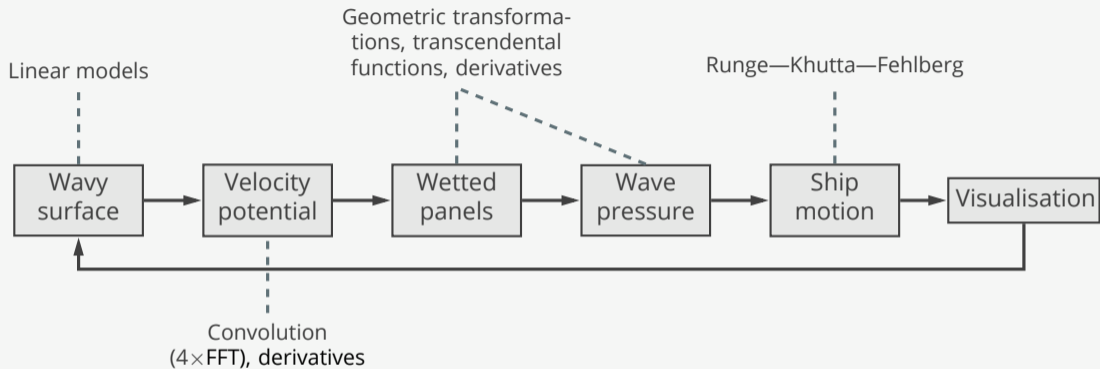 Geometric transforma-
tions, transcendental
functions, derivatives
Linear models
Runge—Khutta—Fehlberg
Wavy
surface
Velocity
potential
Wetted
panels
Wave
pressure
Ship
motion
Visualisation
Convolution
(4×FFT), derivatives